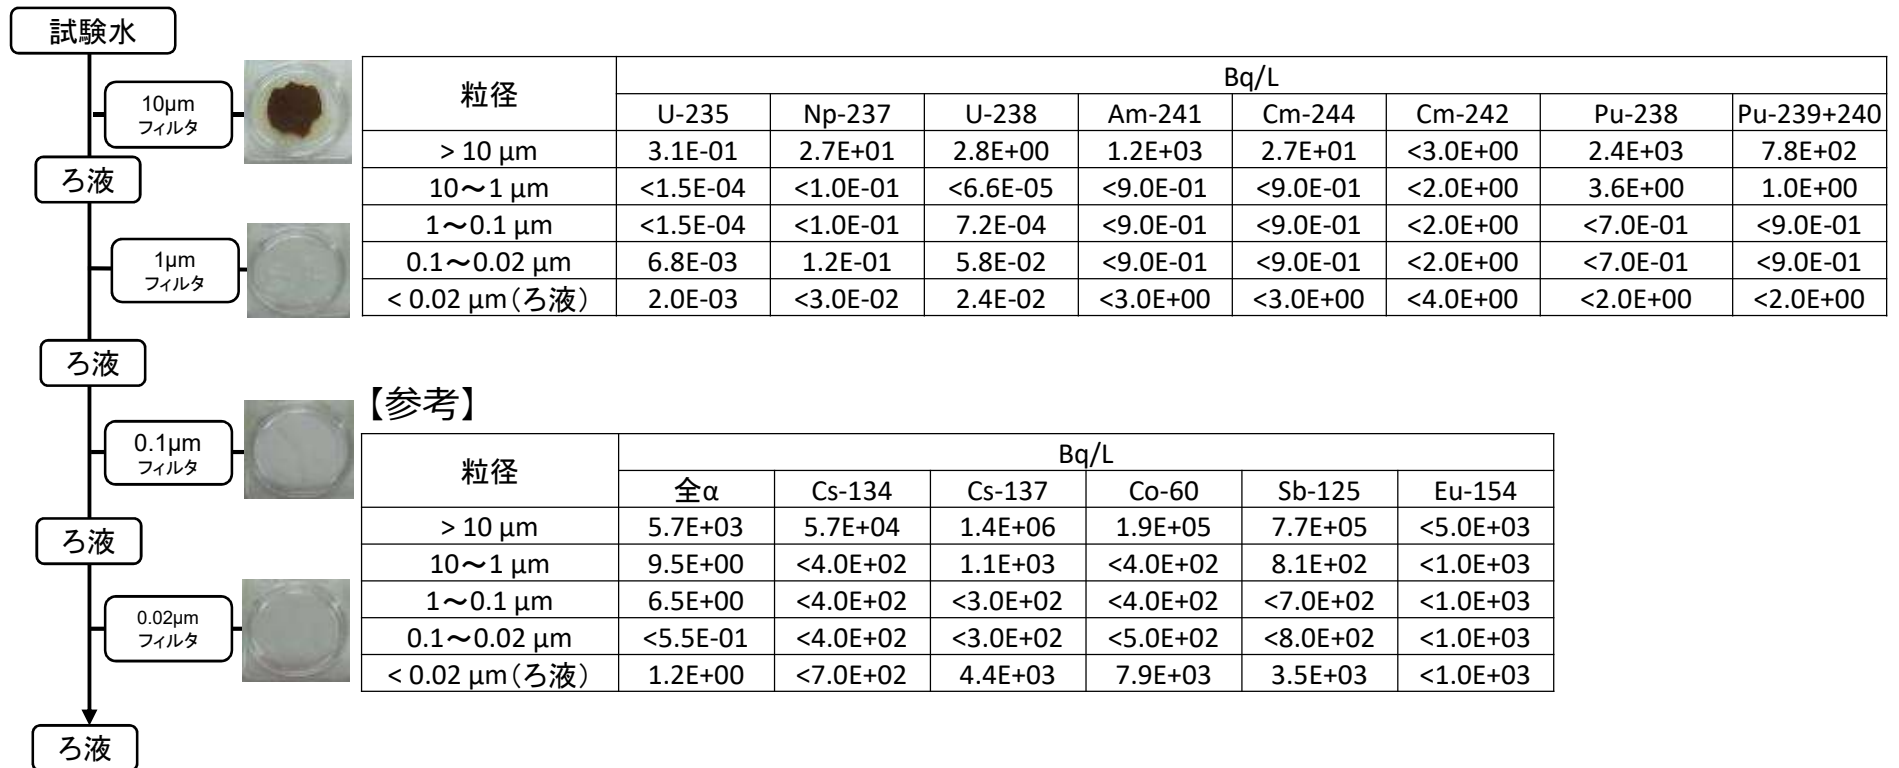 試験水
10µm
フィルタ
ろ液
1µm
フィルタ
ろ液
0.1µm
フィルタ
ろ液
0.02µm
フィルタ
ろ液
粒径 Bq/L
U-235 Np-237 U-238 Am-241 Cm-244 Cm-242 Pu-238 Pu-239+240
> 10 µm 3.1E-01 2.7E+01 2.8E+00 1.2E+03 2.7E+01 <3.0E+00 2.4E+03 7.8E+02
10～1 µm <1.5E-04 <1.0E-01 <6.6E-05 <9.0E-01 <9.0E-01 <2.0E+00 3.6E+00 1.0E+00
1～0.1 µm <1.5E-04 <1.0E-01 7.2E-04 <9.0E-01 <9.0E-01 <2.0E+00 <7.0E-01 <9.0E-01
0.1～0.02 µm 6.8E-03 1.2E-01 5.8E-02 <9.0E-01 <9.0E-01 <2.0E+00 <7.0E-01 <9.0E-01
< 0.02 µm（ろ液） 2.0E-03 <3.0E-02 2.4E-02 <3.0E+00 <3.0E+00 <4.0E+00 <2.0E+00 <2.0E+00
【参考】
粒径 Bq/L
全α Cs-134 Cs-137 Co-60 Sb-125 Eu-154
> 10 µm 5.7E+03 5.7E+04 1.4E+06 1.9E+05 7.7E+05 <5.0E+03
10～1 µm 9.5E+00 <4.0E+02 1.1E+03 <4.0E+02 8.1E+02 <1.0E+03
1～0.1 µm 6.5E+00 <4.0E+02 <3.0E+02 <4.0E+02 <7.0E+02 <1.0E+03
0.1～0.02 µm <5.5E-01 <4.0E+02 <3.0E+02 <5.0E+02 <8.0E+02 <1.0E+03
< 0.02 µm（ろ液） 1.2E+00 <7.0E+02 4.4E+03 7.9E+03 3.5E+03 <1.0E+03